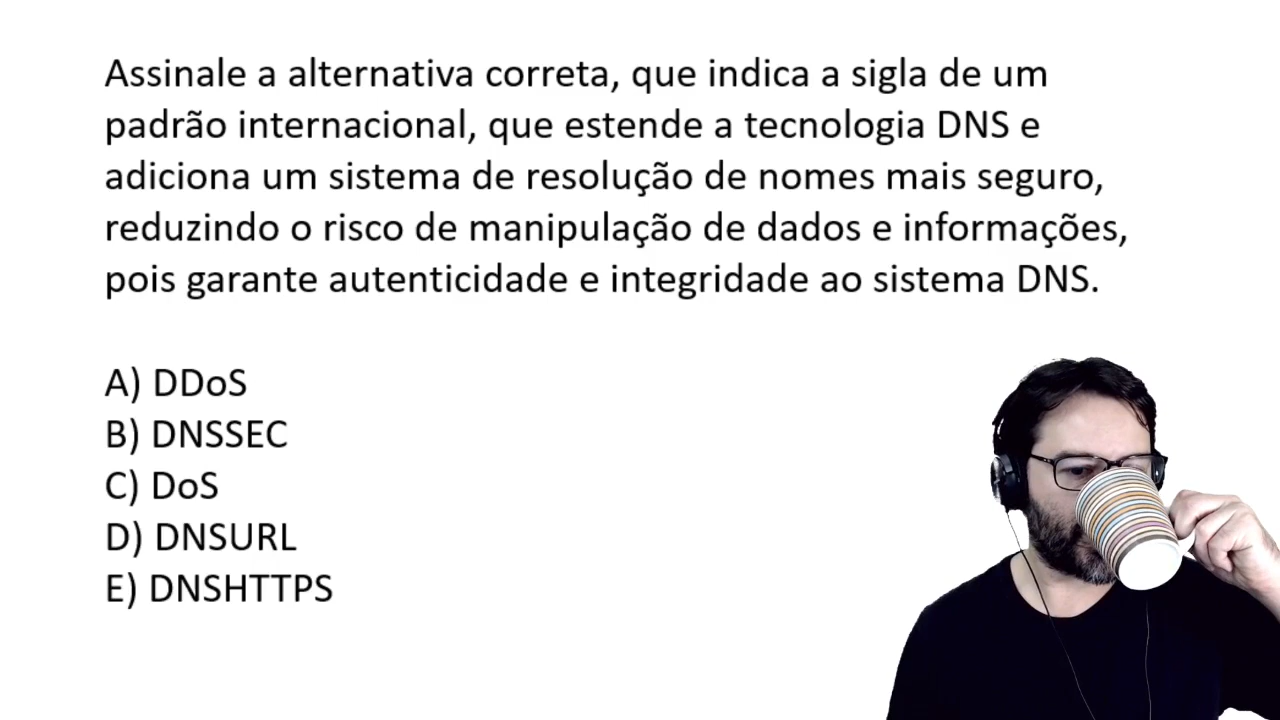 Assinale a alternativa correta, que indica a sigla de um
padrão internacional, que estende a tecnologia DNS e
adiciona um sistema de resolução de nomes mais seguro,
reduzindo o risco de manipulação de dados e informações,
pois garante autenticidade e integridade ao sistema DNS.
A) DDoS
B) DNSSEC
C) DoS
D) DNSURL
E) DNSHTTPS